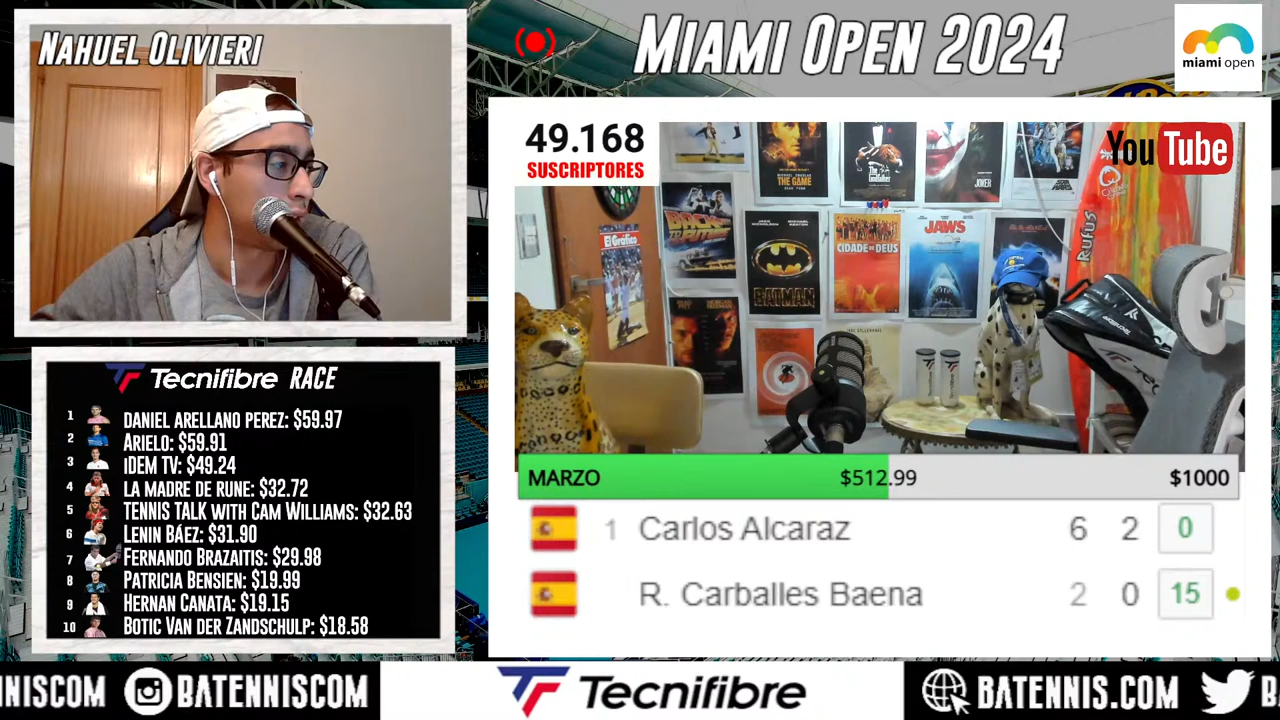 NAHUEL OLIVIERI
MIAMI OPEN 2024
miami open
49.168
SUSCRIPTORES
You Tube
THE GAME
The Godfather
JOKER
BACK TO THE FUTURE
El Gráfico
BATMAN
CIDADE DE DEUS
JAWS
Rufus
MARZO $512.99 $1000
1 Carlos Alcaraz 6 2 0
R. Carballes Baena 2 0 15
Tecnifibre RACE
1 DANIEL ARELLANO PEREZ: $59.97
2 ARIELO: $59.91
3 IDEM TV: $49.24
4 LA MADRE DE RUNE: $32.72
5 TENNIS TALK WITH CAM WILLIAMS: $32.63
6 LENIN BÁEZ: $31.90
7 FERNANDO BRAZAITIS: $29.98
8 PATRICIA BENSIEN: $19.99
9 HERNAN CANATA: $19.15
10 BOTIC VAN DER ZANDSCHULP: $18.58
NNISCOM BATENNISCOM Tecnifibre BATENNIS.COM BA